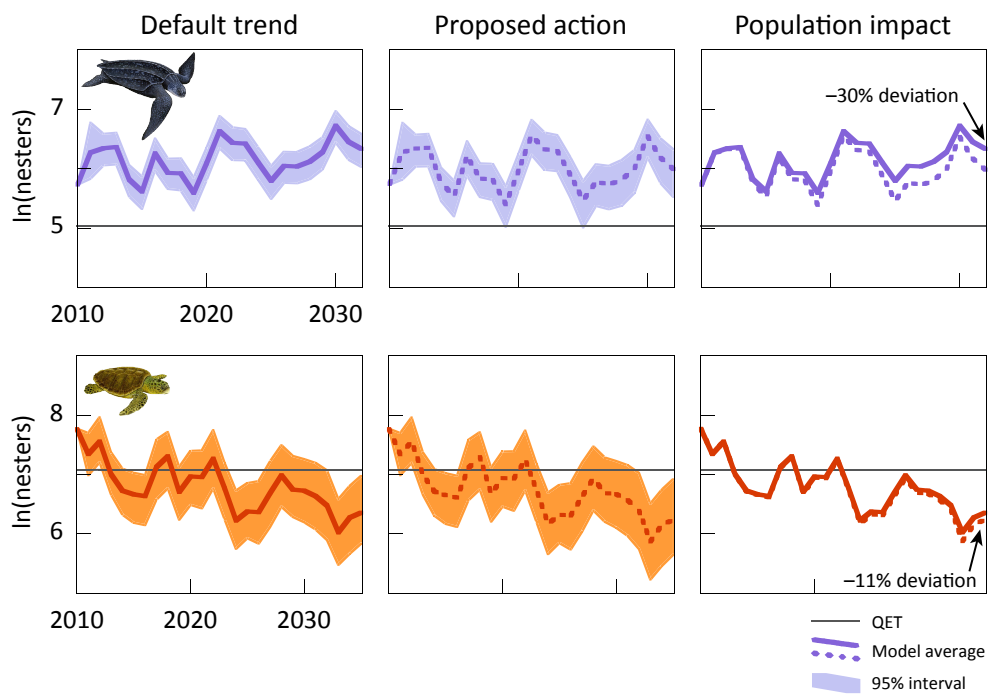 Default trend
Proposed action
Population impact
ln(nesters)
7
5
–30% deviation
2010
2020
2030
ln(nesters)
8
6
–11% deviation
2010
2020
2030
QET
Model average
95% interval